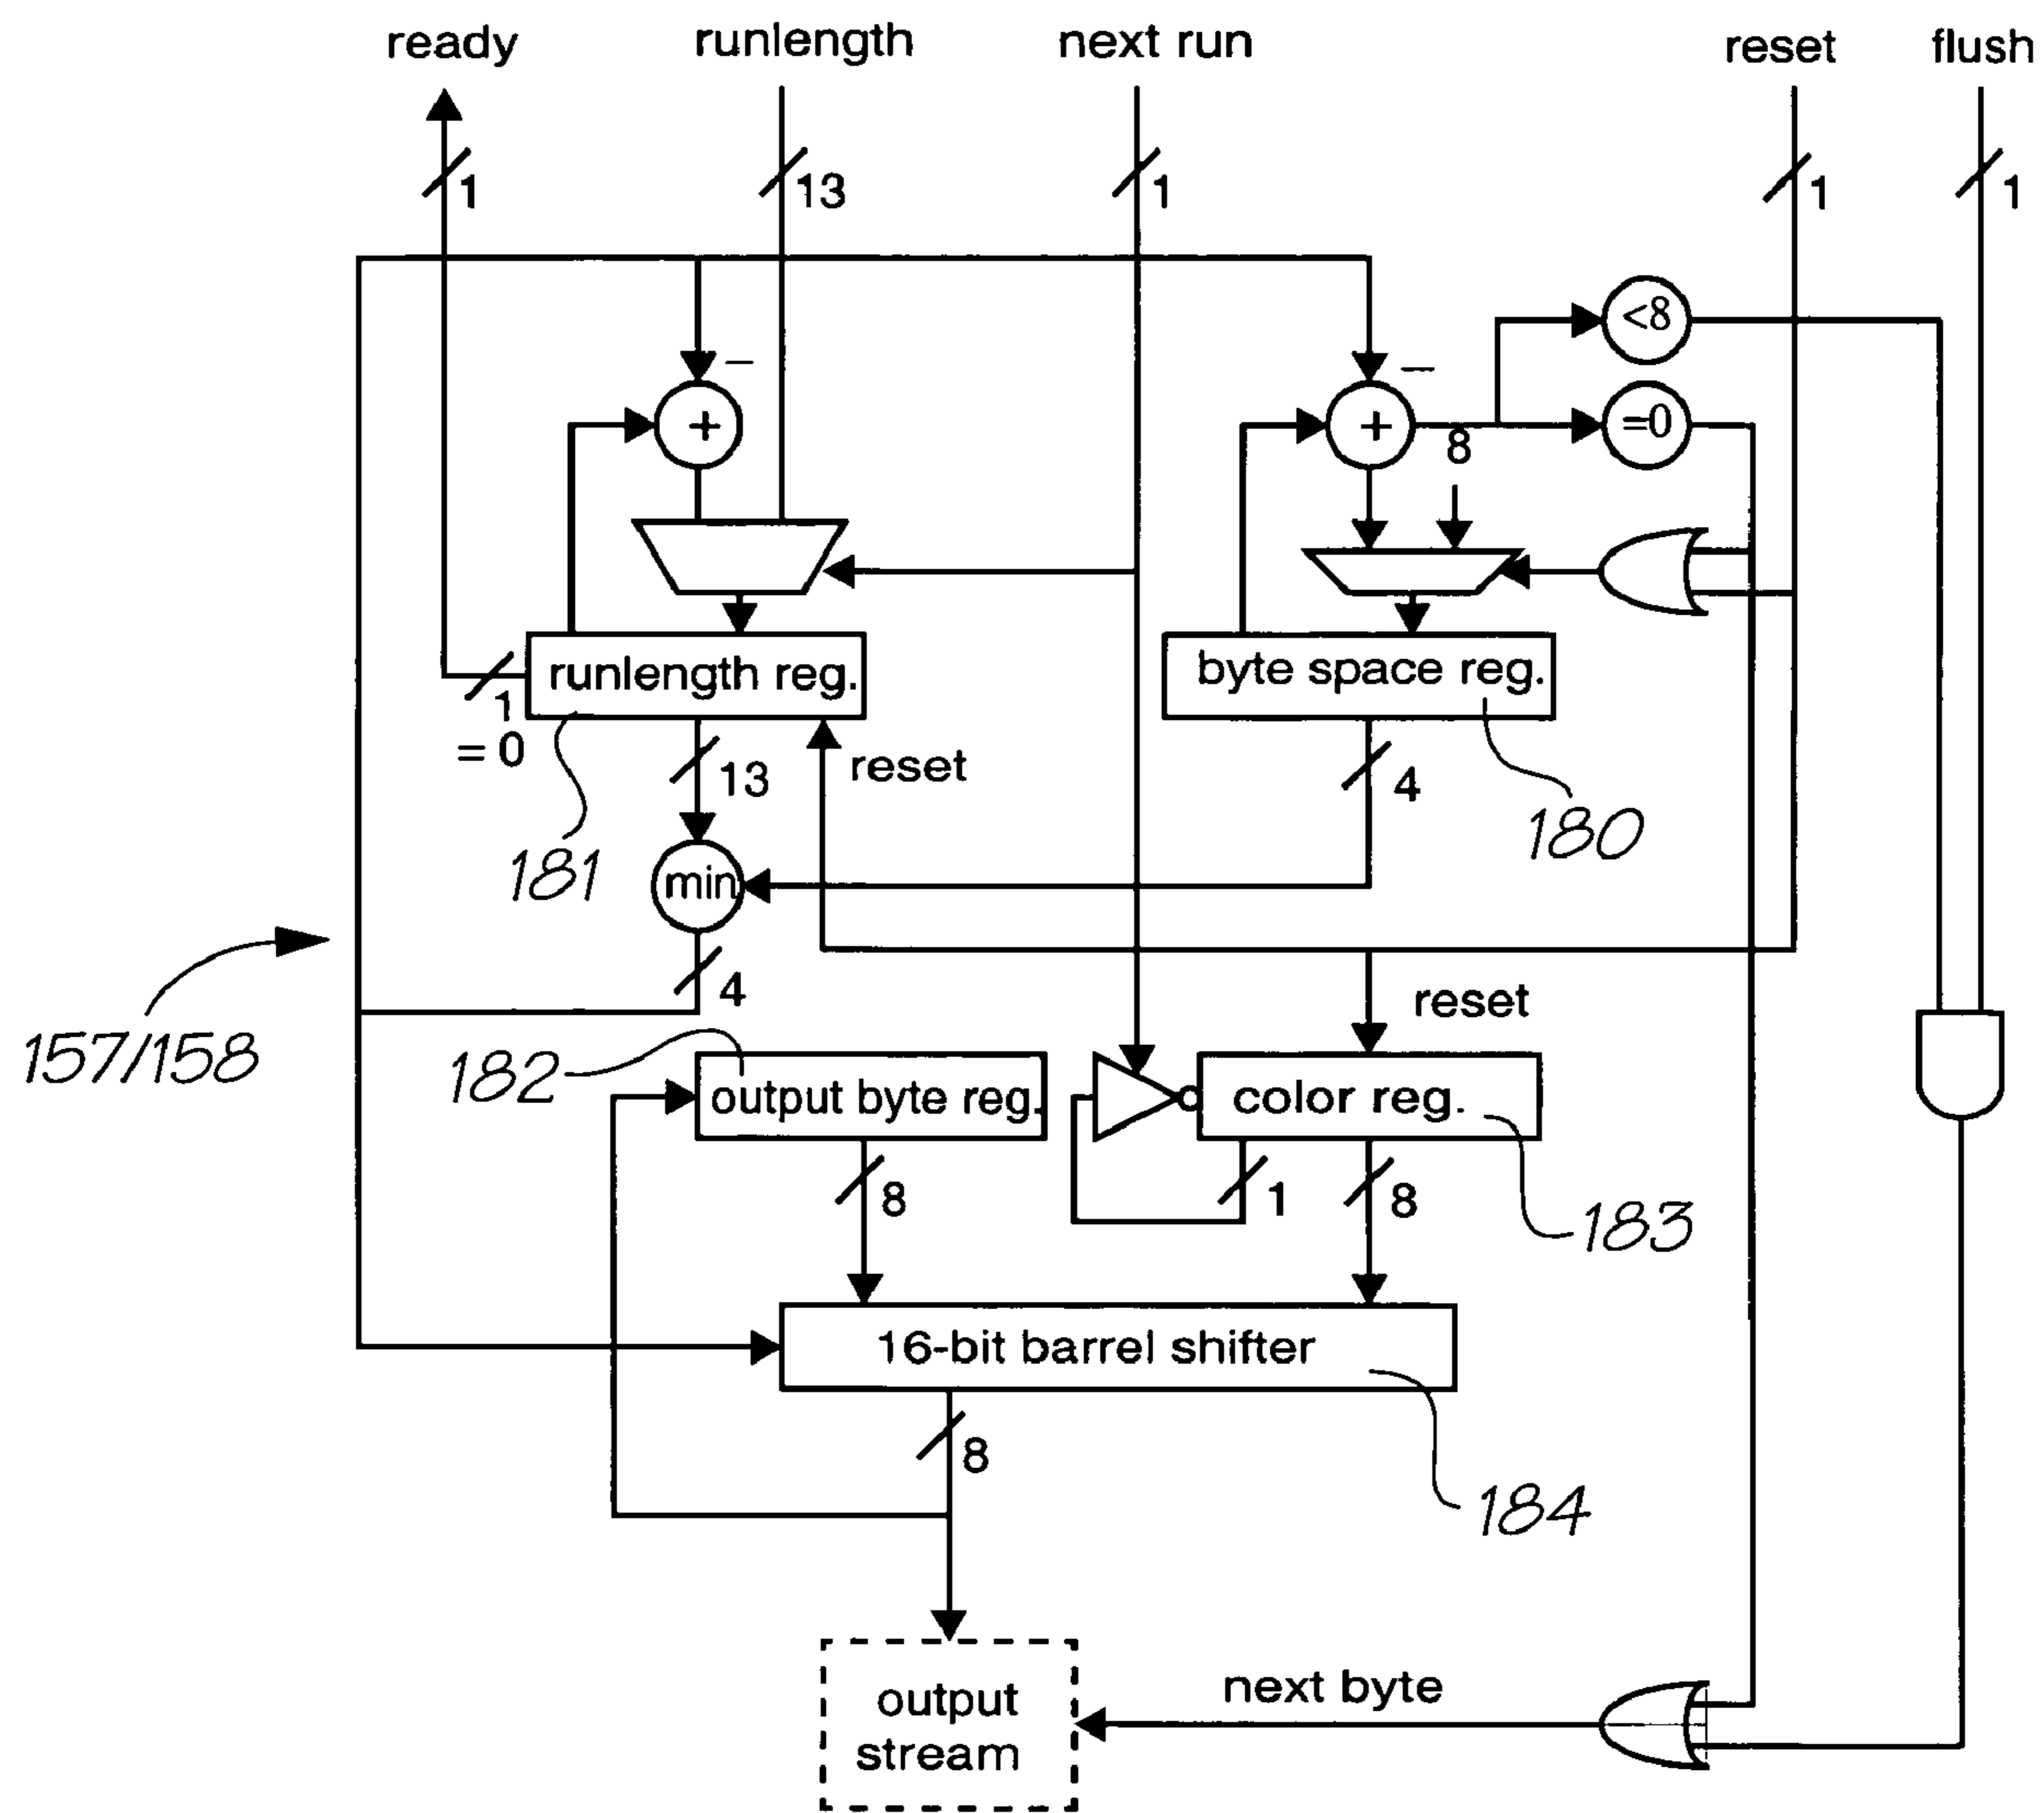 ready
runlength
next run
reset
flush
1
13
1
1
1
<8
–
–
+
+
=0
8
runlength reg.
byte space reg.
1
= 0
13
reset
4
180
181
min
4
reset
157/158
182
output byte reg.
color reg.
8
1
8
183
16-bit barrel shifter
8
184
next byte
output
stream